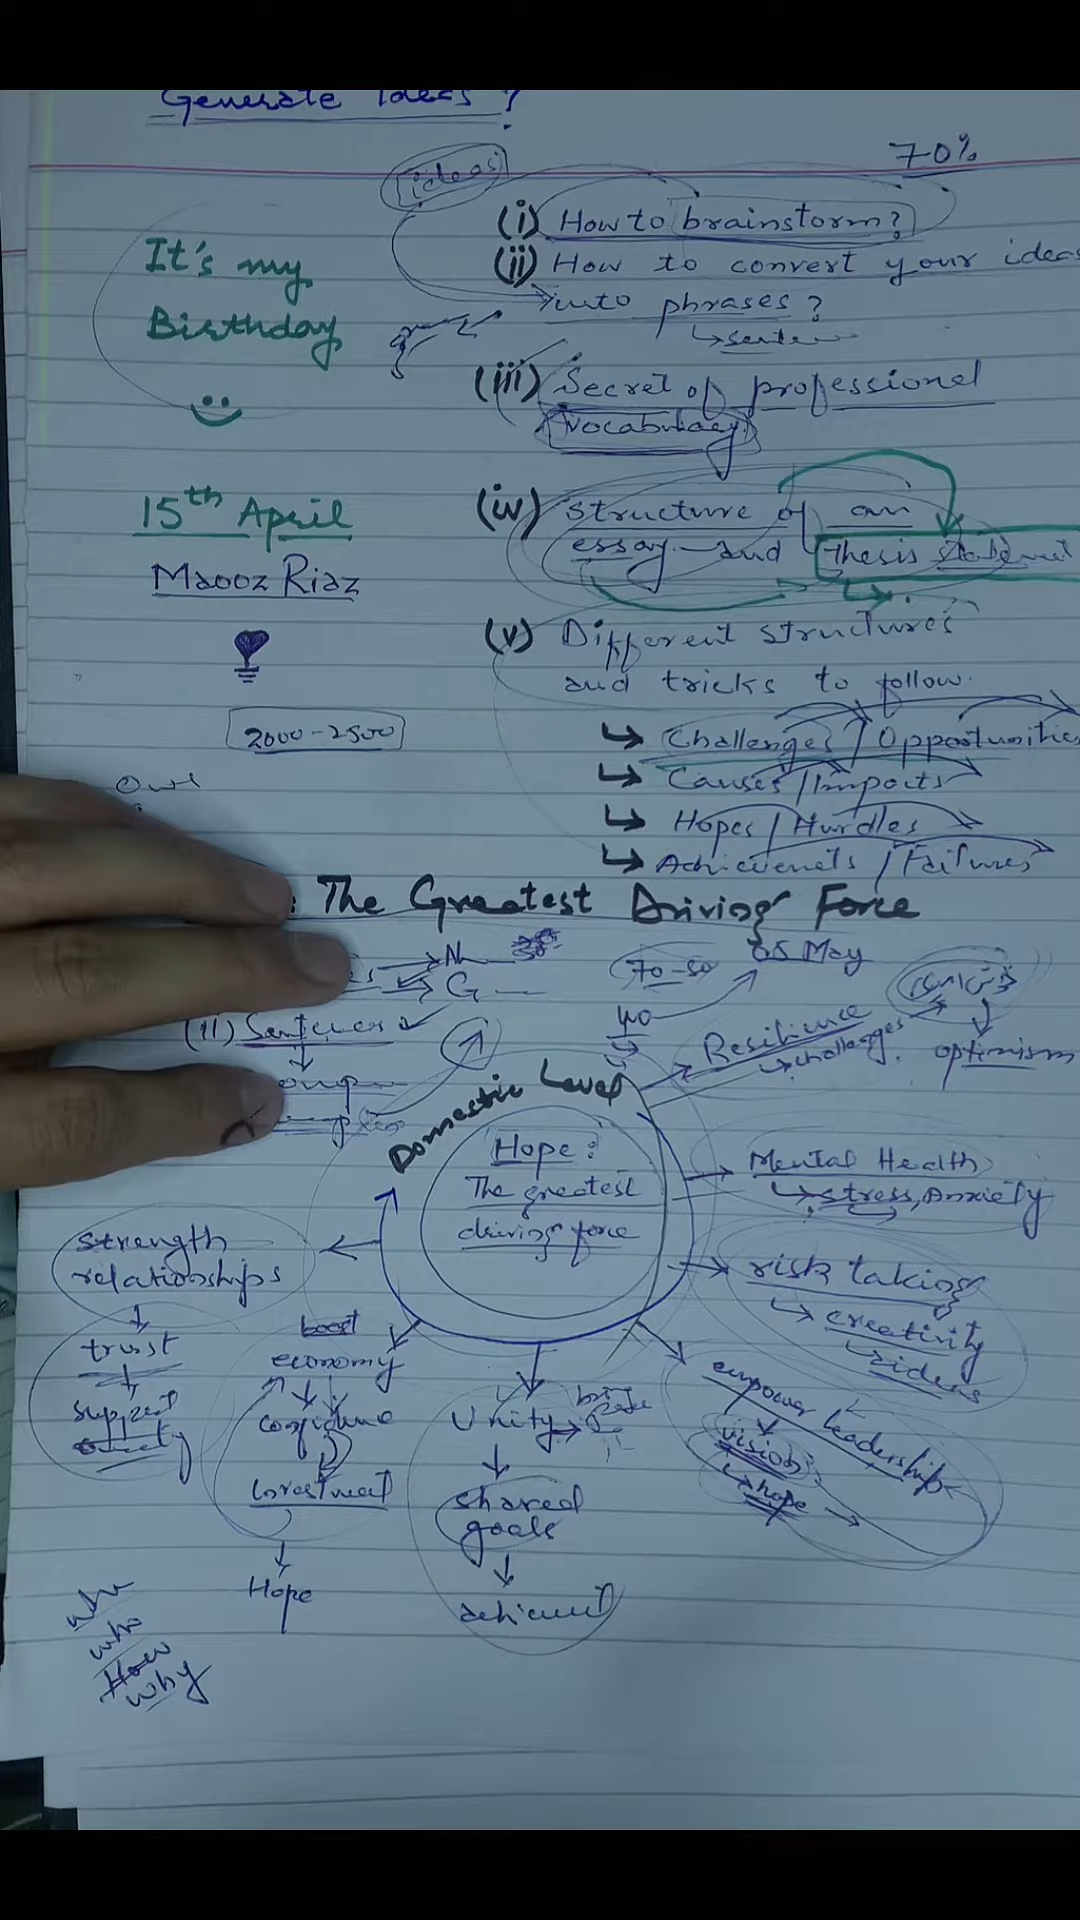 Generate Ideas?
70%
ideas
(i) How to brainstorm?
(ii) How to convert your ideas
into phrases?
It's my
Birthday
(iii) Secret of professional
vocabulary
15th April
Maooz Riaz
(iv) structure of an
essay and Thesis statement
(v) Different structures
and tricks to follow.
2000-2500
Challenges / Opportunities
Causes / Impacts
Hopes / Hurdles
Achievements / Failures
: The Greatest Driving Force
N
G
70-80
05 May
40
(II) Sentences
Resilience
challenges.
optimism
Domestic Level
Hope:
The greatest
driving force
Mental Health
stress, Anxiety
strength
relationships
trust
support
risk taking
creativity
ideas
boost
economy
confidence
investment
Hope
Unity
shared
goals
achievent
empower leadership
vision
hope
who
How
why